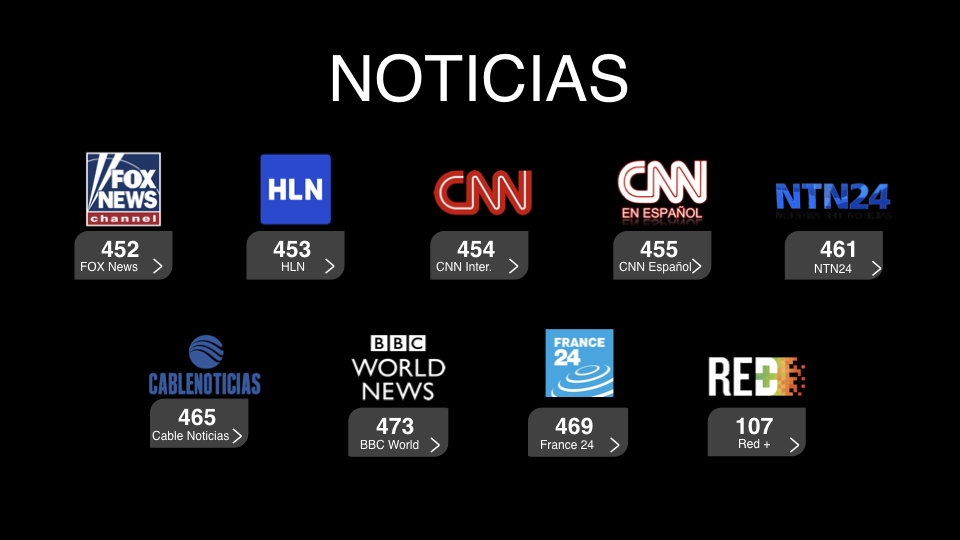 NOTICIAS
FOX
NEWS
channel
452
FOX News
HLN
453
HLN
CNN
454
CNN Inter.
CNN
EN ESPAÑOL
455
CNN Español
NTN24
461
NTN24
CABLENOTICIAS
465
Cable Noticias
BBC
WORLD
NEWS
473
BBC World
FRANCE
24
469
France 24
RED+
107
Red +